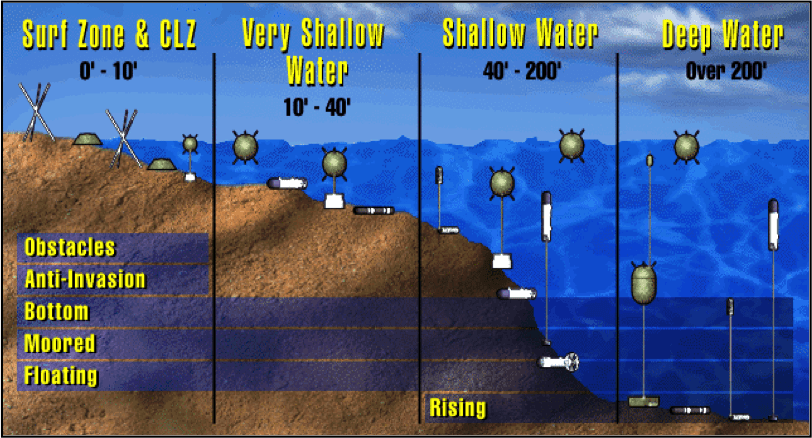 Surf Zone & CLZ
0' - 10'
Very Shallow
Water
10' - 40'
Shallow Water
40' - 200'
Deep Water
Over 200'
Obstacles
Anti-Invasion
Bottom
Moored
Floating
Rising